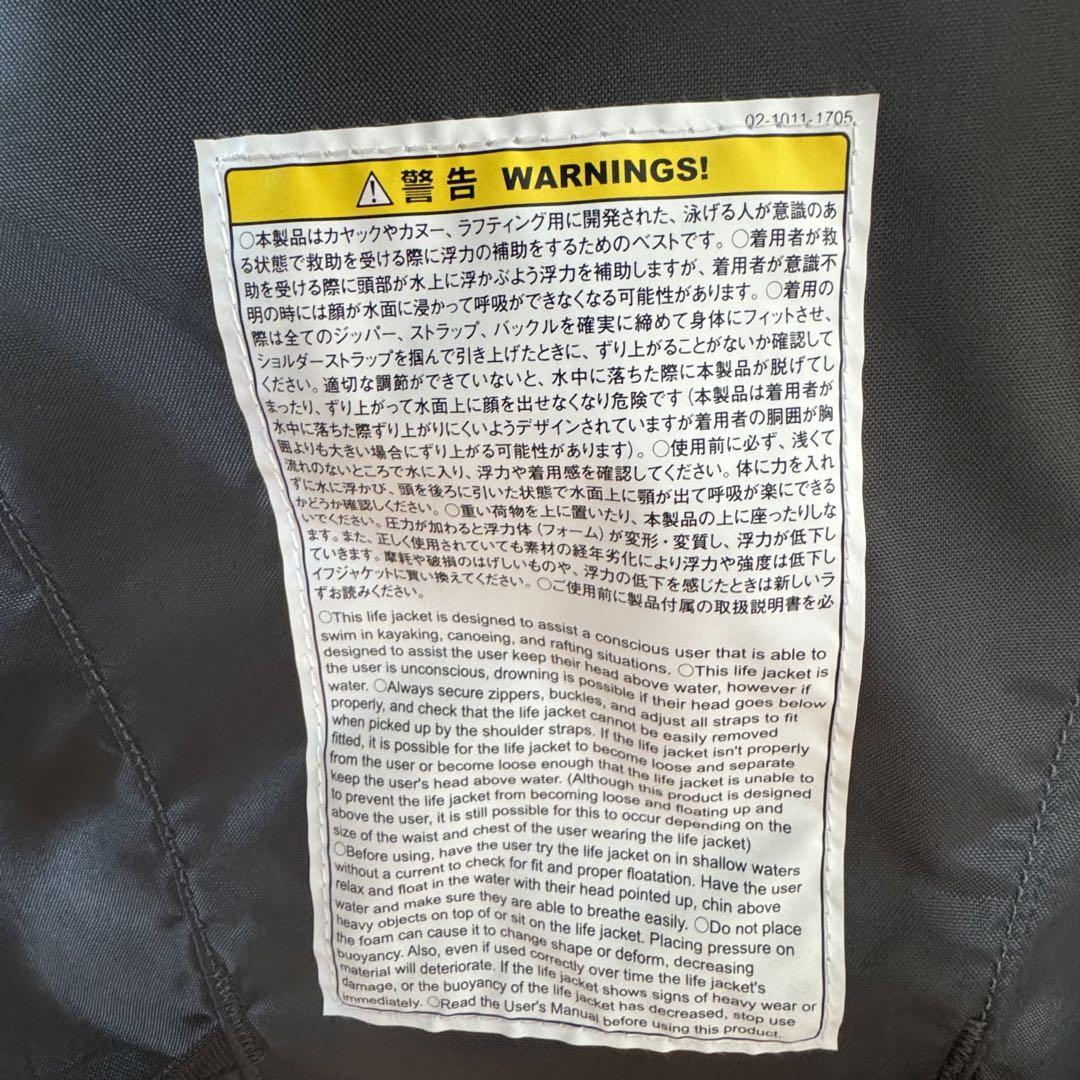 02-1011-1705
⚠警告 WARNINGS!
○本製品はカヤックやカヌー、ラフティング用に開発された、泳げる人が意識のあ
る状態で救助を受ける際に浮力の補助をするためのベストです。○着用者が救
助を受ける際に頭部が水上に浮かぶよう浮力を補助しますが、着用者が意識不
明の時には顔が水面に浸かって呼吸ができなくなる可能性があります。○着用の
際は全てのジッパー、ストラップ、バックルを確実に締めて身体にフィットさせ、
ショルダーストラップを掴んで引き上げたときに、ずり上がることがないか確認して
ください。適切な調節ができていないと、水中に落ちた際に本製品が脱げてし
まったり、ずり上がって水面上に顔を出せなくなり危険です(本製品は着用者が
水中に落ちた際ずり上がりにくいようデザインされていますが着用者の胴囲が胸
囲よりも大きい場合にずり上がる可能性があります)。○使用前に必ず、浅くて
流れのないところで水に入り、浮力や着用感を確認してください。体に力を入れ
ずに水に浮かび、頭を後ろに引いた状態で水面上に顎が出て呼吸が楽にできる
かどうか確認しください。○重い荷物を上に置いたり、本製品の上に座ったりしな
いでください。圧力が加わると浮力体(フォーム)が変形・変質し、浮力が低下し
ます。また、正しく使用されていても素材の経年劣化により浮力や強度は低下し
ていきます。摩耗や破損のはげしいものや、浮力の低下を感じたときは新しいラ
イフジャケットに買い換えてください。○ご使用前に製品付属の取扱説明書を必
ずお読みください。
○This life jacket is designed to assist a conscious user that is able to
swim in kayaking, canoeing, and rafting situations. ○This life jacket is
designed to assist the user keep their head above water, however if
the user is unconscious, drowning is possible if their head goes below
water. ○Always secure zippers, buckles, and adjust all straps to fit
properly, and check that the life jacket cannot be easily removed
when picked up by the shoulder straps. If the life jacket isn't properly
fitted, it is possible for the life jacket to become loose and separate
from the user or become loose enough that the life jacket is unable to
keep the user's head above water. (Although this product is designed
to prevent the life jacket from becoming loose and floating up and
above the user, it is still possible for this to occur depending on the
size of the waist and chest of the user wearing the life jacket)
○Before using, have the user try the life jacket on in shallow waters
without a current to check for fit and proper floatation. Have the user
relax and float in the water with their head pointed up, chin above
water and make sure they are able to breathe easily. ○Do not place
heavy objects on top of or sit on the life jacket. Placing pressure on
the foam can cause it to change shape or deform, decreasing
buoyancy. Also, even if used correctly over time the life jacket's
material will deteriorate. If the life jacket shows signs of heavy wear or
damage, or the buoyancy of the life jacket has decreased, stop use
immediately. ○Read the User's Manual before using this product.